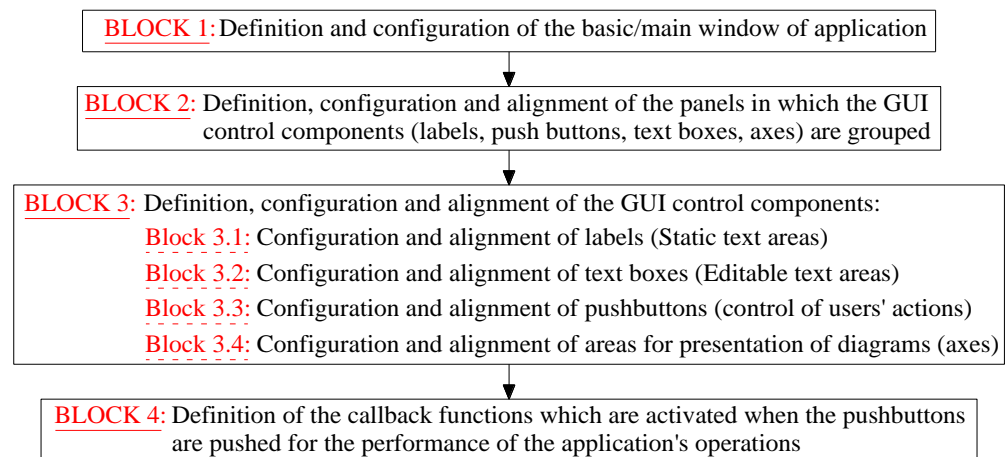 BLOCK 1: Definition and configuration of the basic/main window of application
BLOCK 2: Definition, configuration and alignment of the panels in which the GUI
control components (labels, push buttons, text boxes, axes) are grouped
BLOCK 3: Definition, configuration and alignment of the GUI control components:
Block 3.1: Configuration and alignment of labels (Static text areas)
Block 3.2: Configuration and alignment of text boxes (Editable text areas)
Block 3.3: Configuration and alignment of pushbuttons (control of users' actions)
Block 3.4: Configuration and alignment of areas for presentation of diagrams (axes)
BLOCK 4: Definition of the callback functions which are activated when the pushbuttons
are pushed for the performance of the application's operations